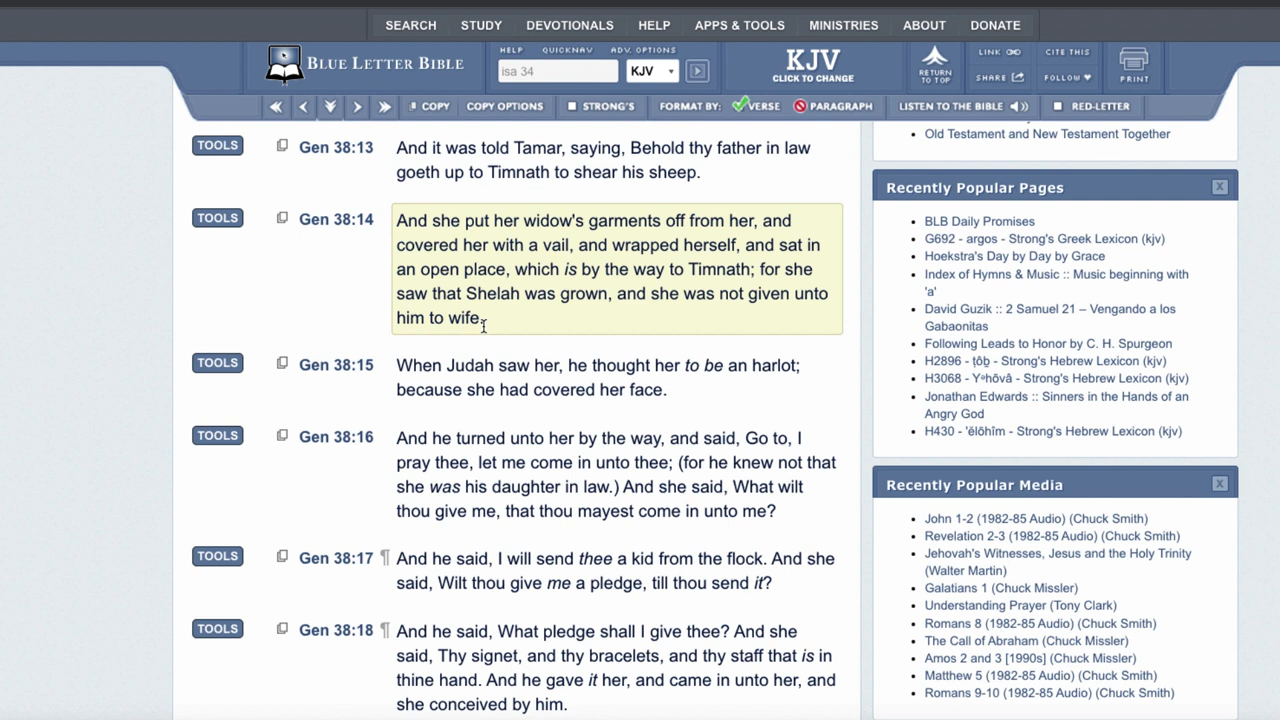 SEARCH STUDY DEVOTIONALS HELP APPS & TOOLS MINISTRIES ABOUT DONATE
BLUE LETTER BIBLE
HELP QUICKNAV ADV. OPTIONS
isa 34 KJV
KJV
CLICK TO CHANGE
RETURN
TO TOP
LINK
SHARE
CITE THIS
FOLLOW
PRINT
COPY COPY OPTIONS STRONG'S FORMAT BY: VERSE PARAGRAPH LISTEN TO THE BIBLE RED-LETTER
TOOLS Gen 38:13 And it was told Tamar, saying, Behold thy father in law
goeth up to Timnath to shear his sheep.
TOOLS Gen 38:14 And she put her widow's garments off from her, and
covered her with a vail, and wrapped herself, and sat in
an open place, which is by the way to Timnath; for she
saw that Shelah was grown, and she was not given unto
him to wife.
TOOLS Gen 38:15 When Judah saw her, he thought her to be an harlot;
because she had covered her face.
TOOLS Gen 38:16 And he turned unto her by the way, and said, Go to, I
pray thee, let me come in unto thee; (for he knew not that
she was his daughter in law.) And she said, What wilt
thou give me, that thou mayest come in unto me?
TOOLS Gen 38:17 ¶ And he said, I will send thee a kid from the flock. And she
said, Wilt thou give me a pledge, till thou send it?
TOOLS Gen 38:18 ¶ And he said, What pledge shall I give thee? And she
said, Thy signet, and thy bracelets, and thy staff that is in
thine hand. And he gave it her, and came in unto her, and
she conceived by him.
Old Testament and New Testament Together
Recently Popular Pages X
• BLB Daily Promises
• G692 - argos - Strong's Greek Lexicon (kjv)
• Hoekstra's Day by Day by Grace
• Index of Hymns & Music :: Music beginning with
'a'
• David Guzik :: 2 Samuel 21 – Vengando a los
Gabaonitas
• Following Leads to Honor by C. H. Spurgeon
• H2896 - ṭôḇ - Strong's Hebrew Lexicon (kjv)
• H3068 - Yᵊhōvâ - Strong's Hebrew Lexicon (kjv)
• Jonathan Edwards :: Sinners in the Hands of an
Angry God
• H430 - 'ĕlōhîm - Strong's Hebrew Lexicon (kjv)
Recently Popular Media X
• John 1-2 (1982-85 Audio) (Chuck Smith)
• Revelation 2-3 (1982-85 Audio) (Chuck Smith)
• Jehovah's Witnesses, Jesus and the Holy Trinity
(Walter Martin)
• Galatians 1 (Chuck Missler)
• Understanding Prayer (Tony Clark)
• Romans 8 (1982-85 Audio) (Chuck Smith)
• The Call of Abraham (Chuck Missler)
• Amos 2 and 3 [1990s] (Chuck Missler)
• Matthew 5 (1982-85 Audio) (Chuck Smith)
• Romans 9-10 (1982-85 Audio) (Chuck Smith)